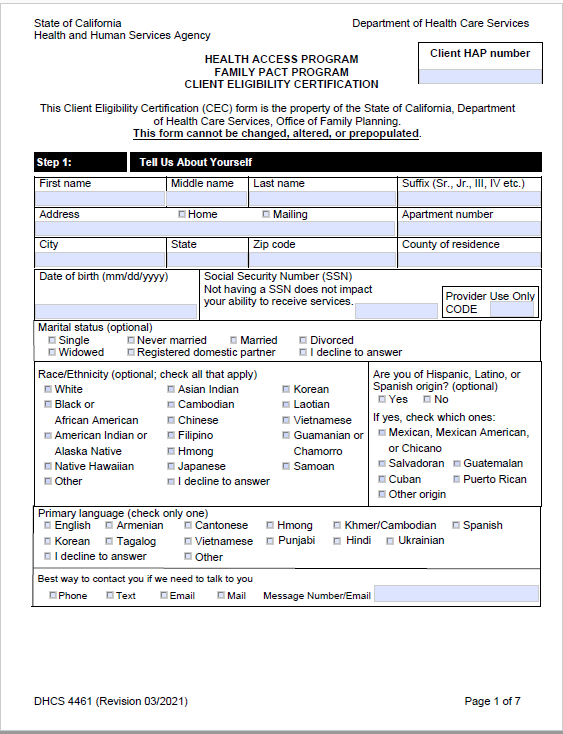 State of California
Health and Human Services Agency
Department of Health Care Services
HEALTH ACCESS PROGRAM
FAMILY PACT PROGRAM
CLIENT ELIGIBILITY CERTIFICATION
Client HAP number
This Client Eligibility Certification (CEC) form is the property of the State of California, Department
of Health Care Services, Office of Family Planning.
This form cannot be changed, altered, or prepopulated.
Step 1: Tell Us About Yourself
First name Middle name Last name Suffix (Sr., Jr., III, IV etc.)
Address Home Mailing Apartment number
City State Zip code County of residence
Date of birth (mm/dd/yyyy)
Social Security Number (SSN)
Not having a SSN does not impact
your ability to receive services.
Provider Use Only
CODE
Marital status (optional)
Single Never married Married Divorced
Widowed Registered domestic partner I decline to answer
Race/Ethnicity (optional; check all that apply)
White Asian Indian Korean
Black or Cambodian Laotian
African American Chinese Vietnamese
American Indian or Filipino Guamanian or
Alaska Native Hmong Chamorro
Native Hawaiian Japanese Samoan
Other I decline to answer
Are you of Hispanic, Latino, or
Spanish origin? (optional)
Yes No
If yes, check which ones:
Mexican, Mexican American,
or Chicano
Salvadoran Guatemalan
Cuban Puerto Rican
Other origin
Primary language (check only one)
English Armenian Cantonese Hmong Khmer/Cambodian Spanish
Korean Tagalog Vietnamese Punjabi Hindi Ukrainian
I decline to answer Other
Best way to contact you if we need to talk to you
Phone Text Email Mail Message Number/Email
DHCS 4461 (Revision 03/2021)
Page 1 of 7